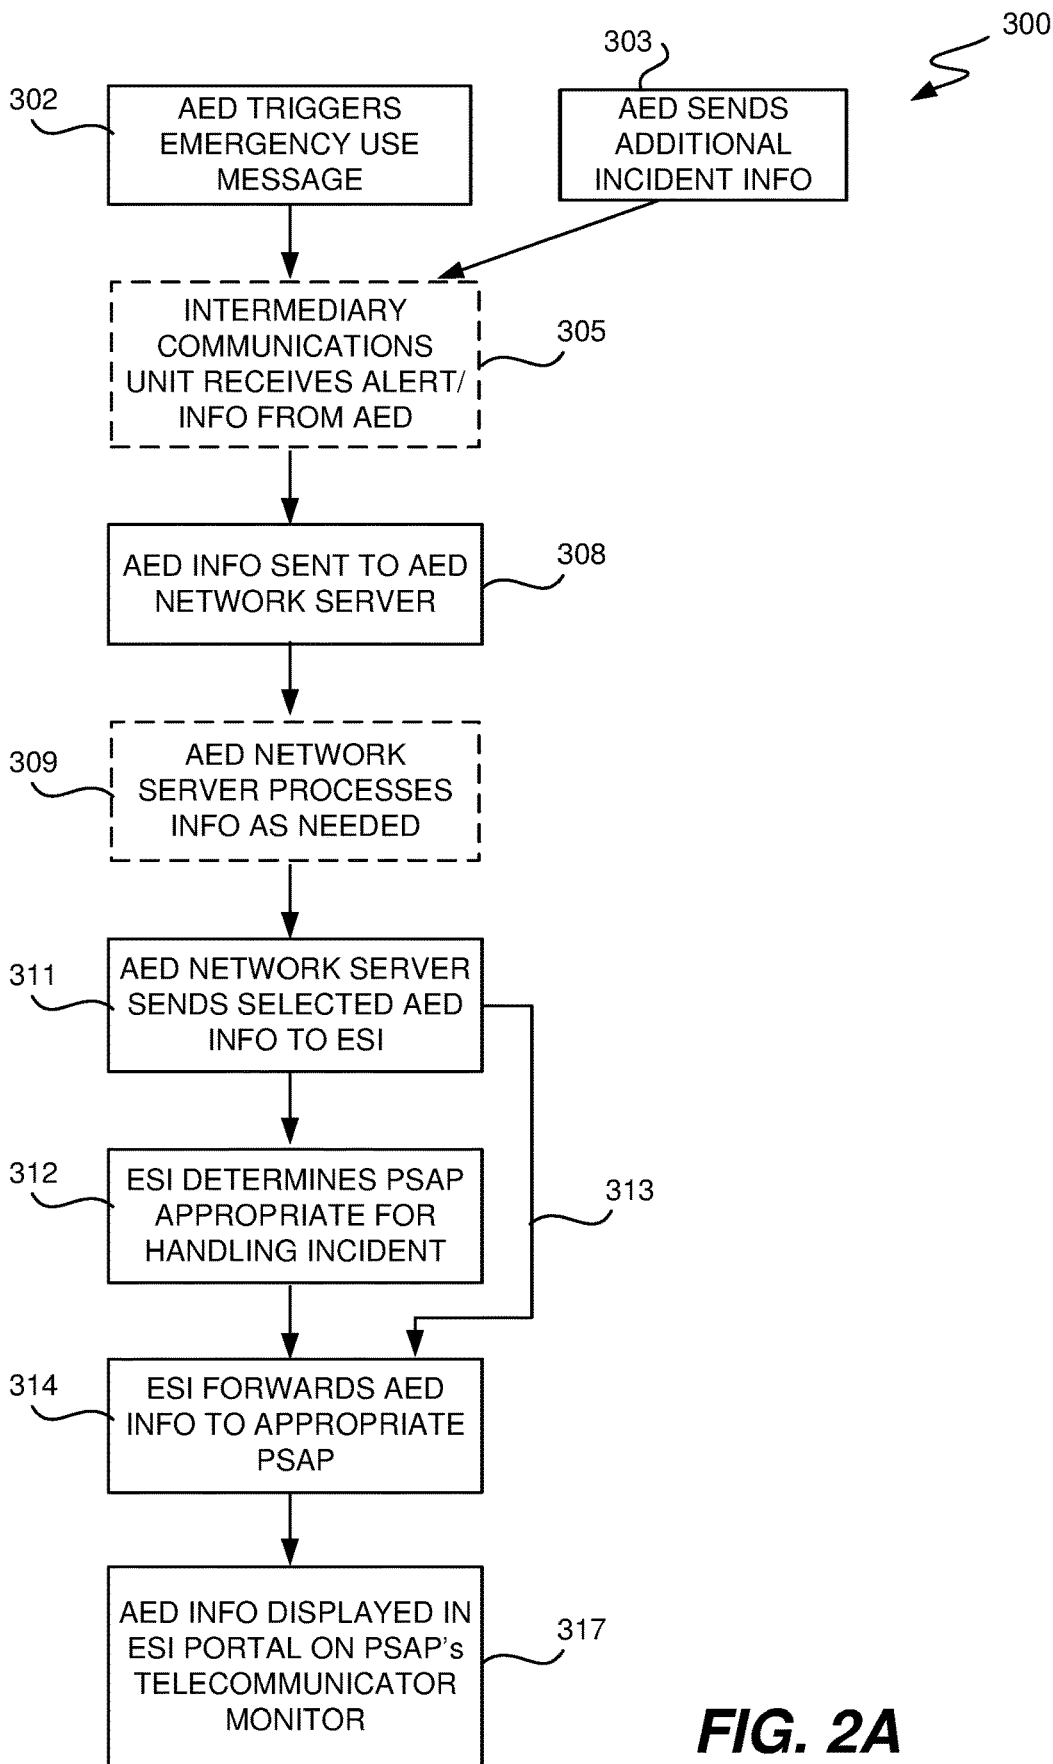 300
303
302
AED TRIGGERS
EMERGENCY USE
MESSAGE
AED SENDS
ADDITIONAL
INCIDENT INFO
INTERMEDIARY
COMMUNICATIONS
UNIT RECEIVES ALERT/
INFO FROM AED
305
AED INFO SENT TO AED
NETWORK SERVER
308
309
AED NETWORK
SERVER PROCESSES
INFO AS NEEDED
311
AED NETWORK SERVER
SENDS SELECTED AED
INFO TO ESI
312
ESI DETERMINES PSAP
APPROPRIATE FOR
HANDLING INCIDENT
313
314
ESI FORWARDS AED
INFO TO APPROPRIATE
PSAP
AED INFO DISPLAYED IN
ESI PORTAL ON PSAP's
TELECOMMUNICATOR
MONITOR
317
FIG. 2A